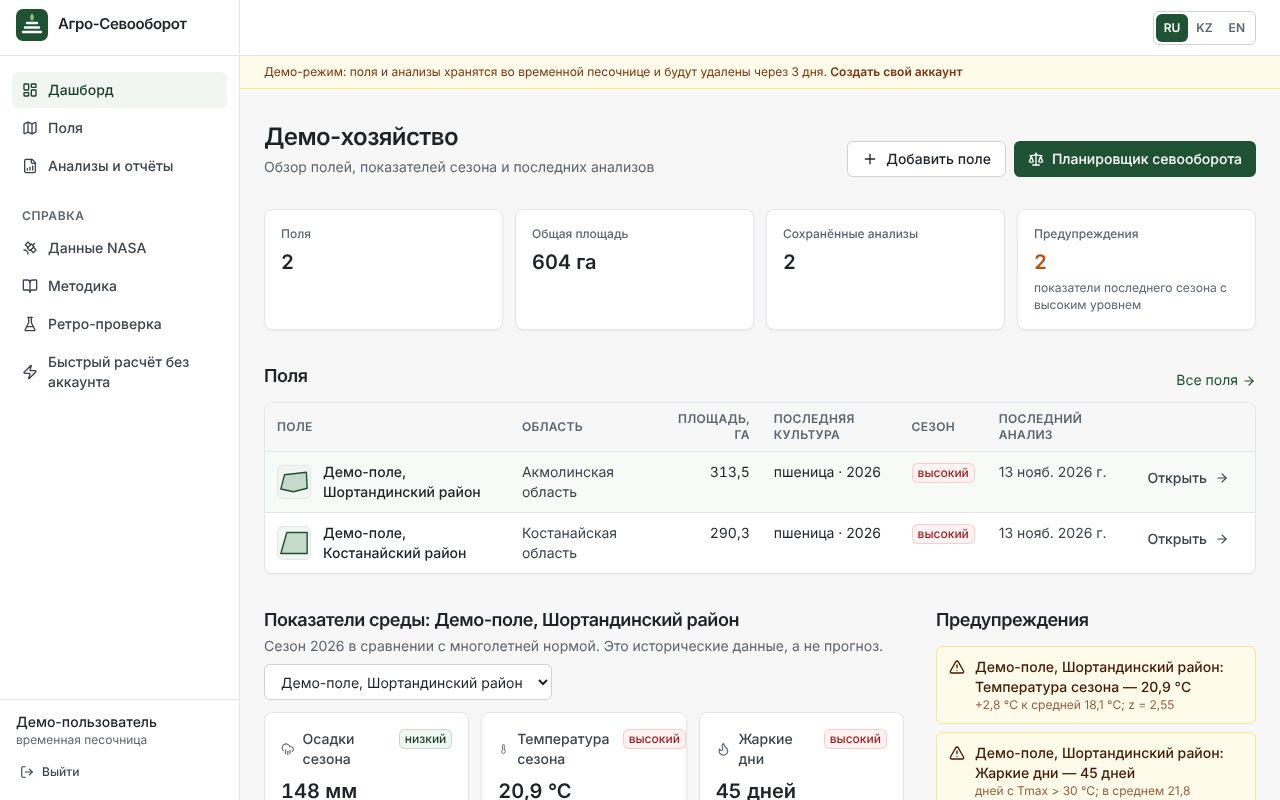 Агро-Севооборот
RU KZ EN
Дашборд
Поля
Анализы и отчёты
СПРАВКА
Данные NASA
Методика
Ретро-проверка
Быстрый расчёт без
аккаунта
Демо-пользователь
временная песочница
Выйти
Демо-режим: поля и анализы хранятся во временной песочнице и будут удалены через 3 дня. Создать свой аккаунт
Демо-хозяйство
Обзор полей, показателей сезона и последних анализов
Добавить поле
Планировщик севооборота
Поля
2
Общая площадь
604 га
Сохранённые анализы
2
Предупреждения
2
показатели последнего сезона с
высоким уровнем
Поля
Все поля →
ПОЛЕ
ОБЛАСТЬ
ПЛОЩАДЬ,
ГА
ПОСЛЕДНЯЯ
КУЛЬТУРА
СЕЗОН
ПОСЛЕДНИЙ
АНАЛИЗ
Демо-поле,
Шортандинский район
Акмолинская
область
313,5
пшеница · 2026
высокий
13 нояб. 2026 г.
Открыть →
Демо-поле,
Костанайский район
Костанайская
область
290,3
пшеница · 2026
высокий
13 нояб. 2026 г.
Открыть →
Показатели среды: Демо-поле, Шортандинский район
Сезон 2026 в сравнении с многолетней нормой. Это исторические данные, а не прогноз.
Демо-поле, Шортандинский район
Осадки
сезона
низкий
148 мм
Температура
сезона
высокий
20,9 °C
Жаркие
дни
высокий
45 дней
Предупреждения
Демо-поле, Шортандинский район:
Температура сезона — 20,9 °C
+2,8 °C к средней 18,1 °C; z = 2,55
Демо-поле, Шортандинский район:
Жаркие дни — 45 дней
дней с Tmax > 30 °C; в среднем 21,8